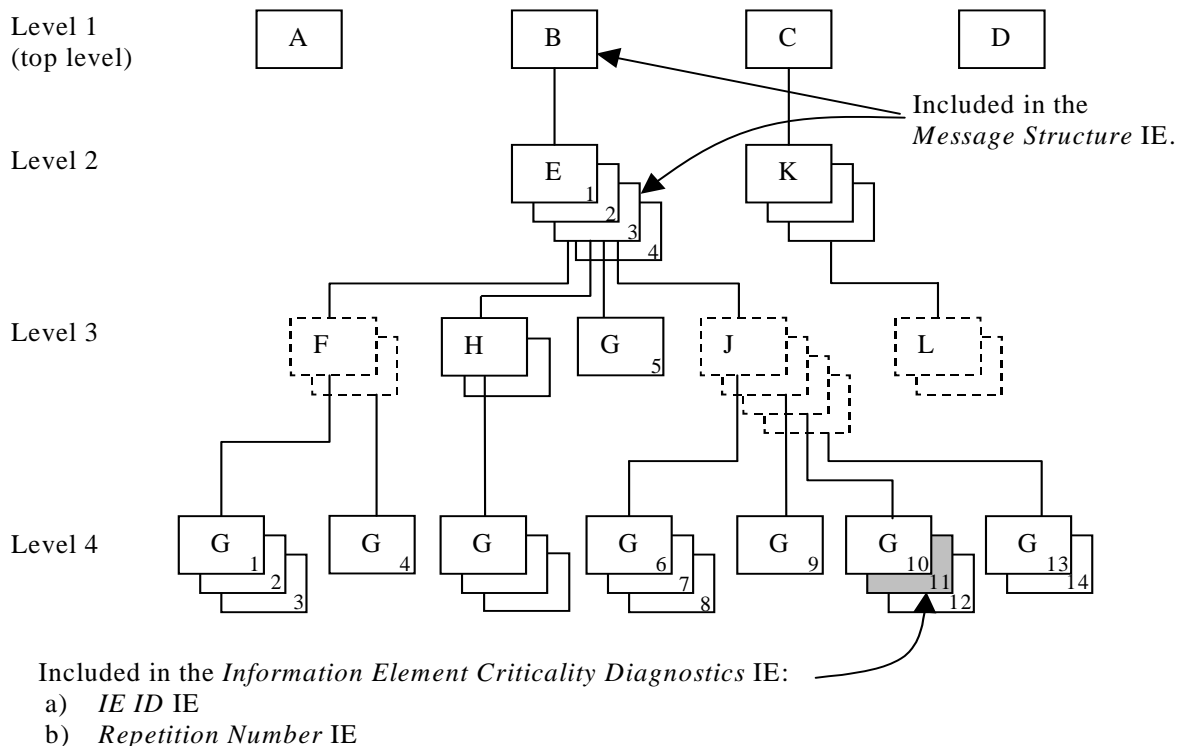 Level 1
(top level)
A
B
C
D
Included in the
Message Structure IE.
Level 2
E
1
2
3
4
K
Level 3
F
H
G
5
J
L
Level 4
G
1
2
3
G
4
G
G
6
7
8
G
9
G
10
11
12
G
13
14
Included in the Information Element Criticality Diagnostics IE:
a) IE ID IE
b) Repetition Number IE